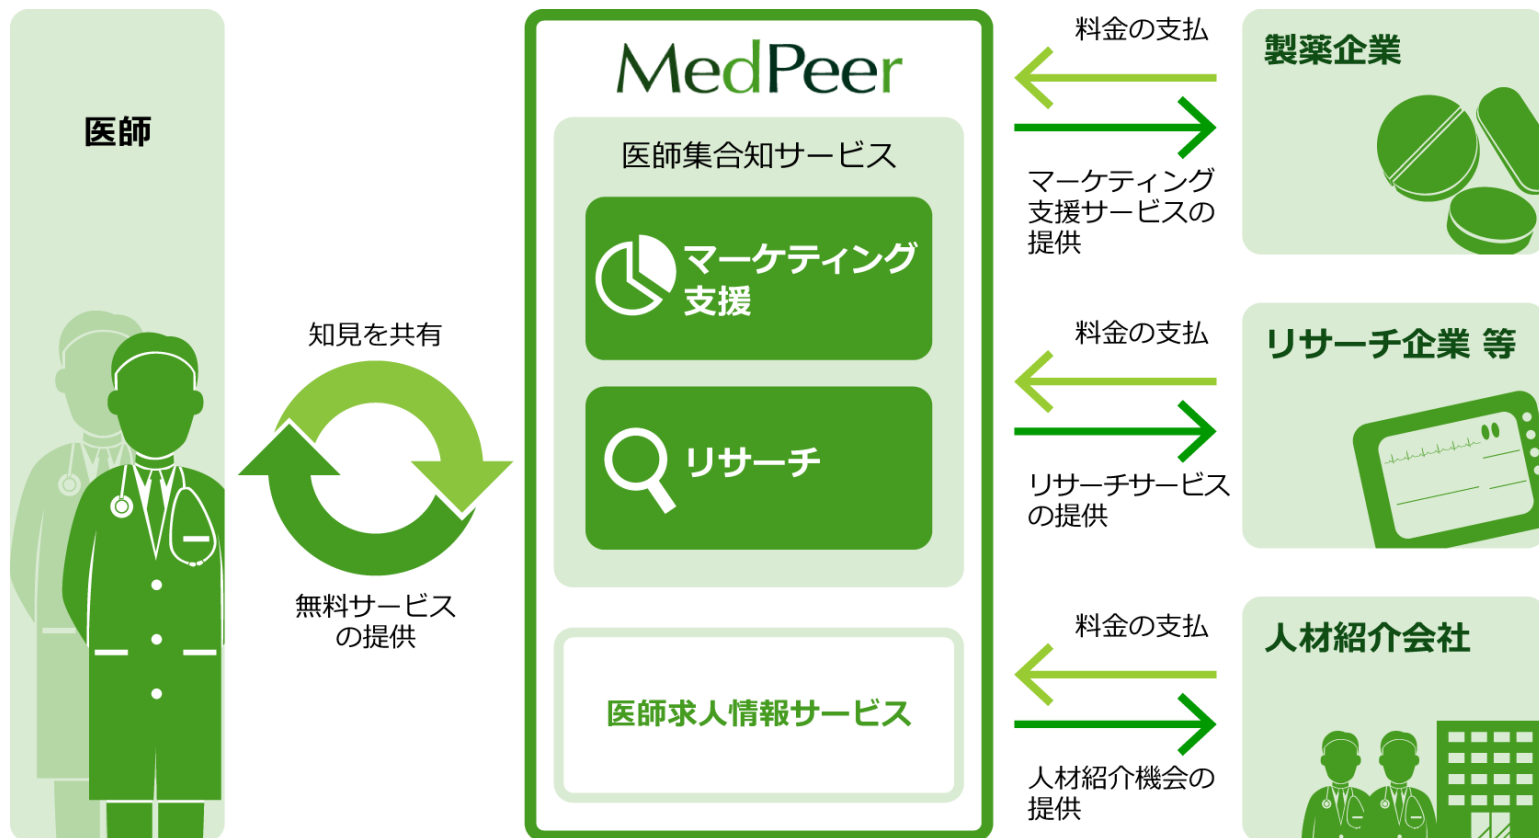 医師
知見を共有
無料サービス
の提供
MedPeer
医師集合知サービス
マーケティング
支援
リサーチ
医師求人情報サービス
料金の支払
マーケティング
支援サービスの
提供
製薬企業
料金の支払
リサーチサービス
の提供
リサーチ企業 等
料金の支払
人材紹介機会の
提供
人材紹介会社